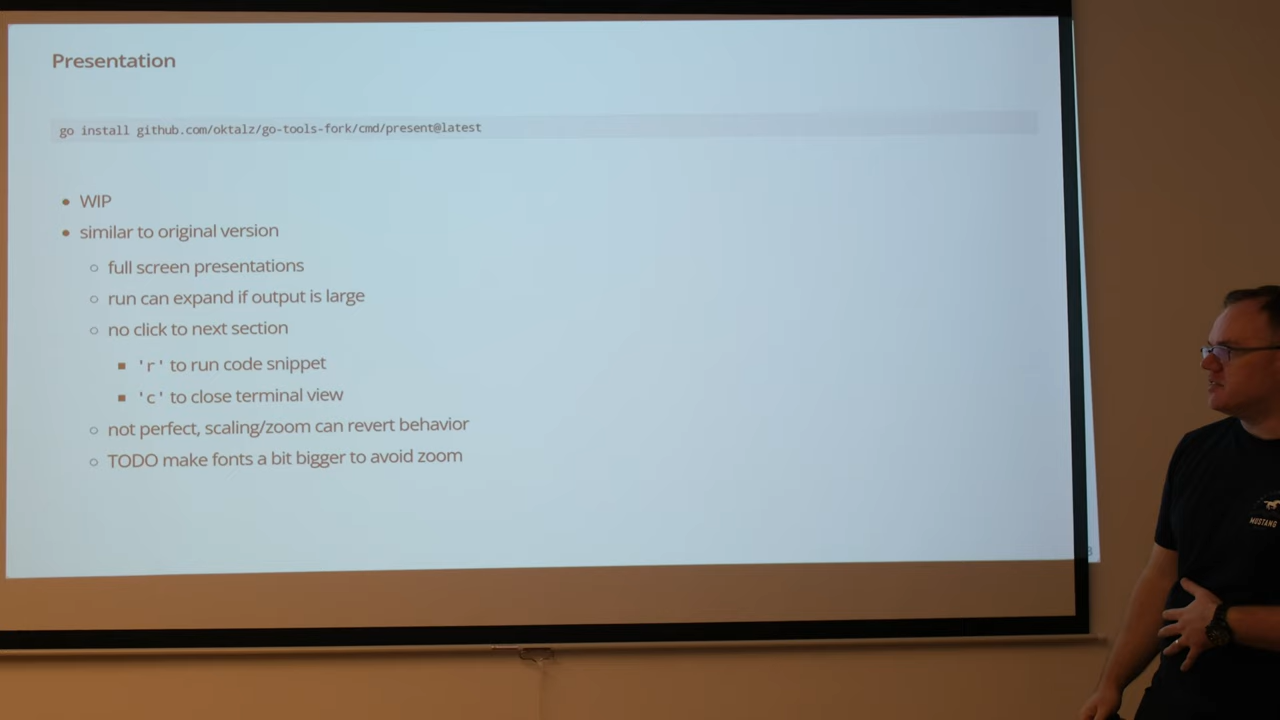 Presentation
go install github.com/oktalz/go-tools-fork/cmd/present@latest
• WIP
• similar to original version
○ full screen presentations
○ run can expand if output is large
○ no click to next section
▪ 'r' to run code snippet
▪ 'c' to close terminal view
○ not perfect, scaling/zoom can revert behavior
○ TODO make fonts a bit bigger to avoid zoom
MUSTANG